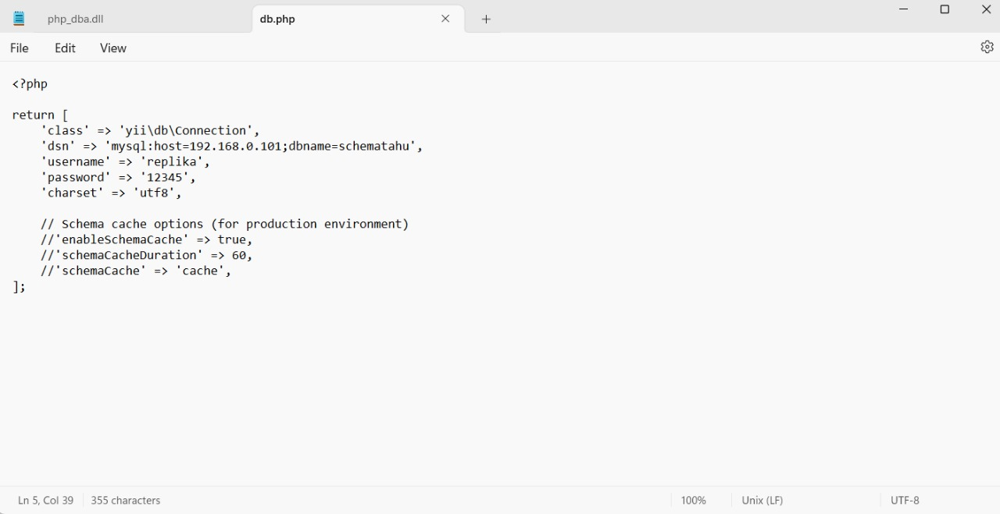 php_dba.dll
db.php
File Edit View
<?php
return [
    'class' => 'yii\db\Connection',
    'dsn' => 'mysql:host=192.168.0.101;dbname=schematahu',
    'username' => 'replika',
    'password' => '12345',
    'charset' => 'utf8',
    // Schema cache options (for production environment)
    //'enableSchemaCache' => true,
    //'schemaCacheDuration' => 60,
    //'schemaCache' => 'cache',
];
Ln 5, Col 39 355 characters 100% Unix (LF) UTF-8